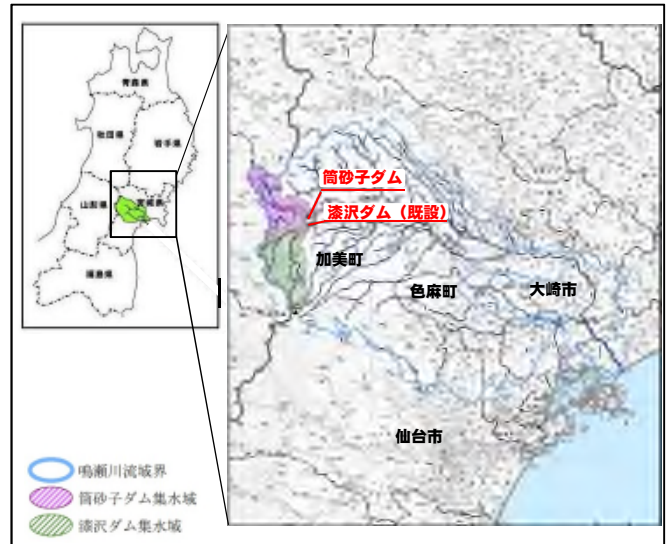 青森県
秋田県
岩手県
山形県
宮城県
福島県
筒砂子ダム
漆沢ダム（既設）
加美町
色麻町
大崎市
仙台市
鳴瀬川流域界
筒砂子ダム集水域
漆沢ダム集水域